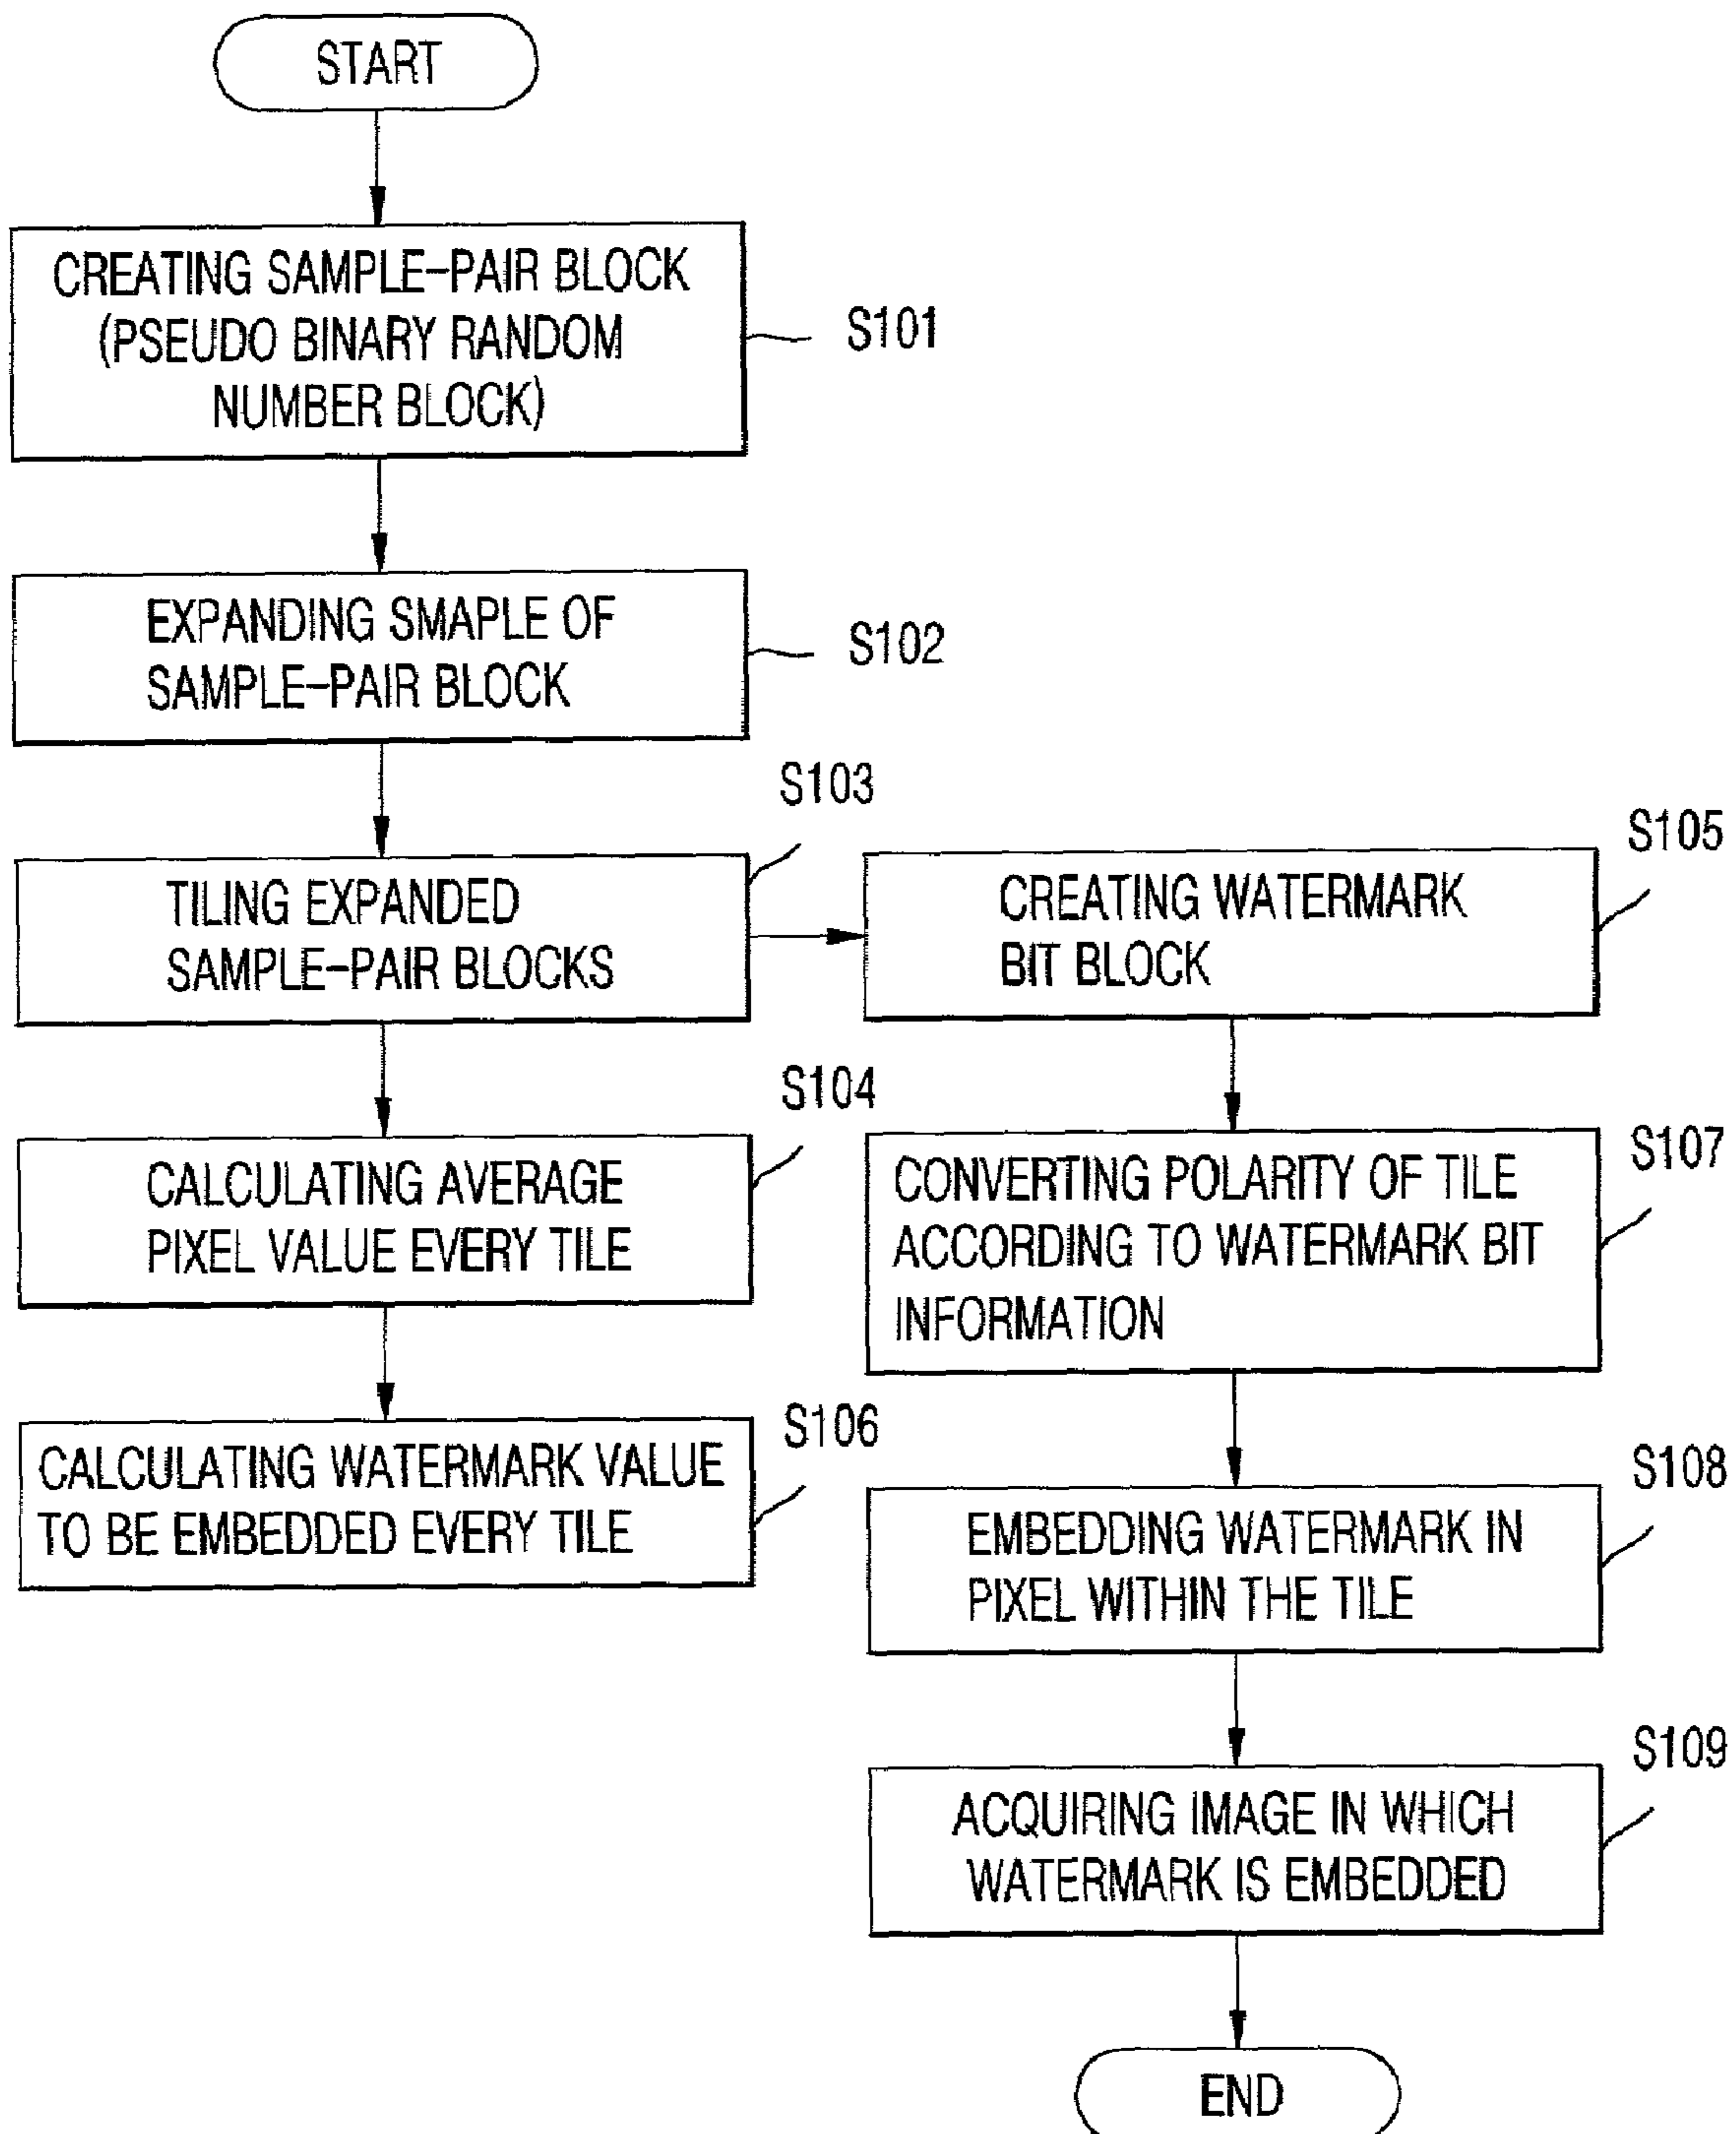 START
CREATING SAMPLE-PAIR BLOCK
(PSEUDO BINARY RANDOM
NUMBER BLOCK)
S101
EXPANDING SMAPLE OF
SAMPLE-PAIR BLOCK
S102
S103
TILING EXPANDED
SAMPLE-PAIR BLOCKS
S104
CALCULATING AVERAGE
PIXEL VALUE EVERY TILE
S106
CALCULATING WATERMARK VALUE
TO BE EMBEDDED EVERY TILE
S105
CREATING WATERMARK
BIT BLOCK
S107
CONVERTING POLARITY OF TILE
ACCORDING TO WATERMARK BIT
INFORMATION
S108
EMBEDDING WATERMARK IN
PIXEL WITHIN THE TILE
S109
ACQUIRING IMAGE IN WHICH
WATERMARK IS EMBEDDED
END